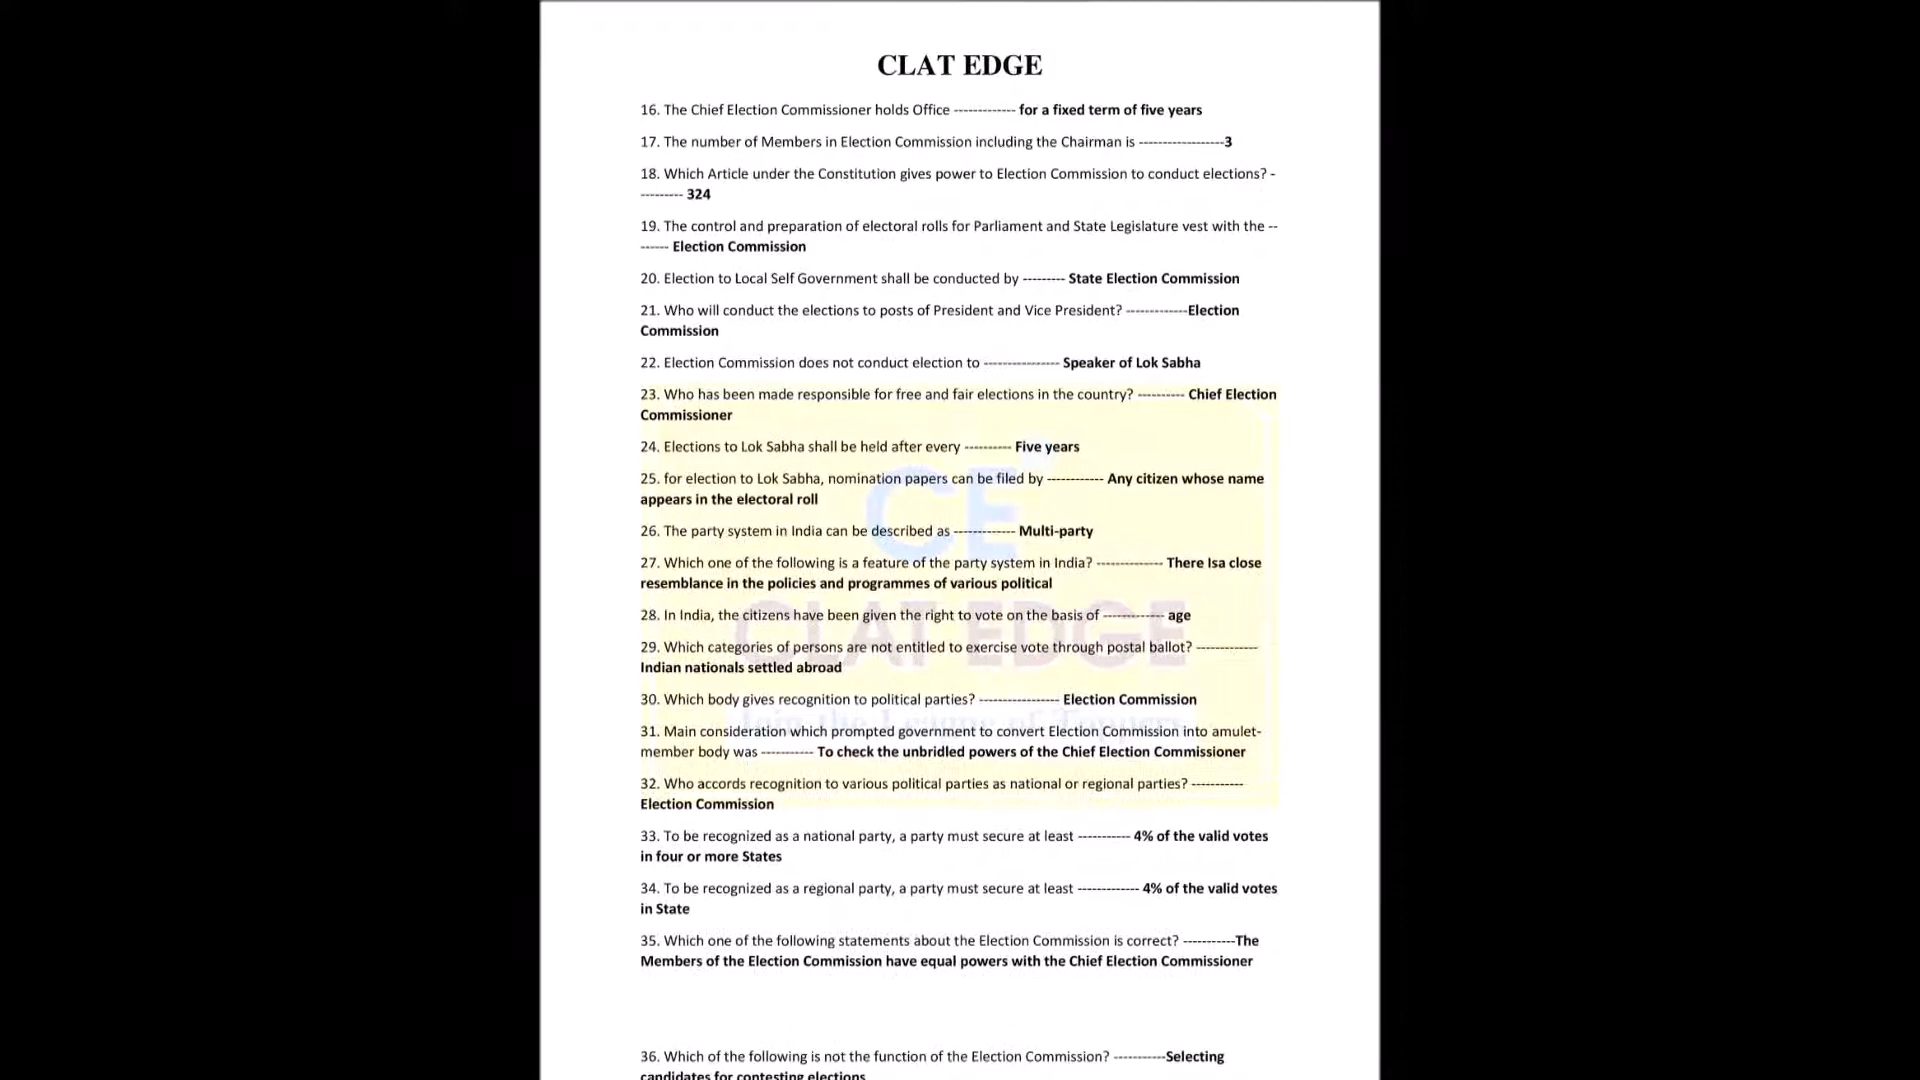 CLAT EDGE
16. The Chief Election Commissioner holds Office ------------- for a fixed term of five years
17. The number of Members in Election Commission including the Chairman is ------------------3
18. Which Article under the Constitution gives power to Election Commission to conduct elections? -
--------- 324
19. The control and preparation of electoral rolls for Parliament and State Legislature vest with the --
------ Election Commission
20. Election to Local Self Government shall be conducted by --------- State Election Commission
21. Who will conduct the elections to posts of President and Vice President? -------------Election
Commission
22. Election Commission does not conduct election to ---------------- Speaker of Lok Sabha
23. Who has been made responsible for free and fair elections in the country? ---------- Chief Election
Commissioner
24. Elections to Lok Sabha shall be held after every ---------- Five years
25. for election to Lok Sabha, nomination papers can be filed by ------------ Any citizen whose name
appears in the electoral roll
26. The party system in India can be described as ------------- Multi-party
27. Which one of the following is a feature of the party system in India? -------------- There Isa close
resemblance in the policies and programmes of various political
28. In India, the citizens have been given the right to vote on the basis of ------------- age
29. Which categories of persons are not entitled to exercise vote through postal ballot? -------------
Indian nationals settled abroad
30. Which body gives recognition to political parties? ----------------- Election Commission
31. Main consideration which prompted government to convert Election Commission into amulet-
member body was ----------- To check the unbridled powers of the Chief Election Commissioner
32. Who accords recognition to various political parties as national or regional parties? -----------
Election Commission
33. To be recognized as a national party, a party must secure at least ----------- 4% of the valid votes
in four or more States
34. To be recognized as a regional party, a party must secure at least ------------- 4% of the valid votes
in State
35. Which one of the following statements about the Election Commission is correct? -----------The
Members of the Election Commission have equal powers with the Chief Election Commissioner
36. Which of the following is not the function of the Election Commission? -----------Selecting
candidates for contesting elections
CE
CLAT EDGE
Join the League of Toppers